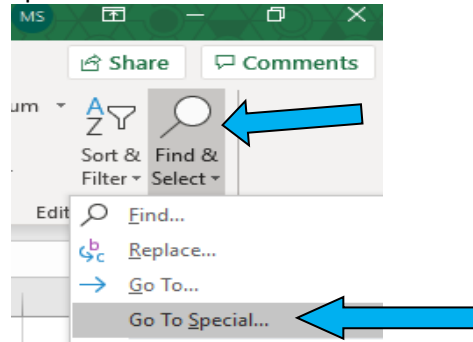 MS
Share Comments
um
Sort & Find &
Filter Select
Edit
Find...
Replace...
Go To...
Go To Special...